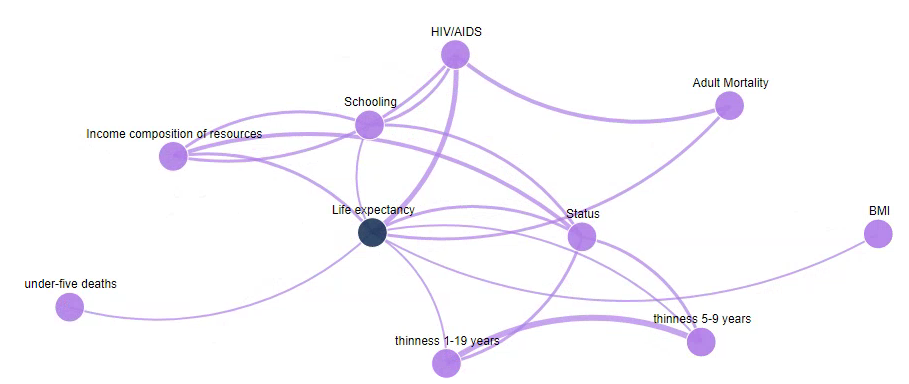 HIV/AIDS
Adult Mortality
Schooling
Income composition of resources
Life expectancy
Status
BMI
under-five deaths
thinness 5-9 years
thinness 1-19 years